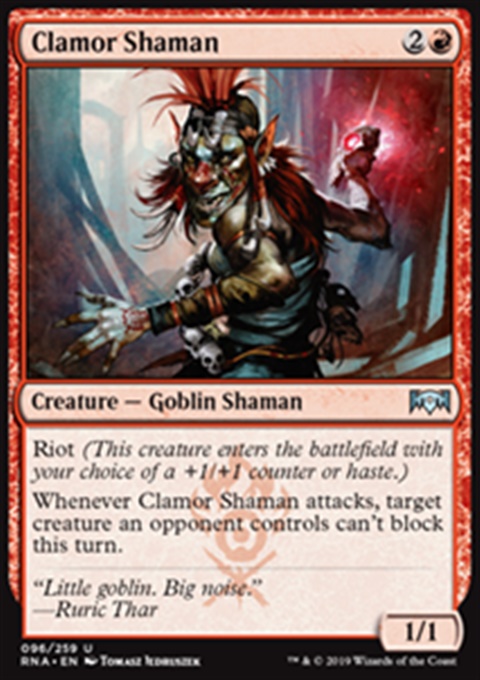 Clamor Shaman 2
Creature — Goblin Shaman
Riot (This creature enters the battlefield with
your choice of a +1/+1 counter or haste.)
Whenever Clamor Shaman attacks, target
creature an opponent controls can't block
this turn.
"Little goblin. Big noise."
—Ruric Thar
1/1
096/259 U
RNA • EN Tomasz Jedruszek
™ & © 2019 Wizards of the Coast